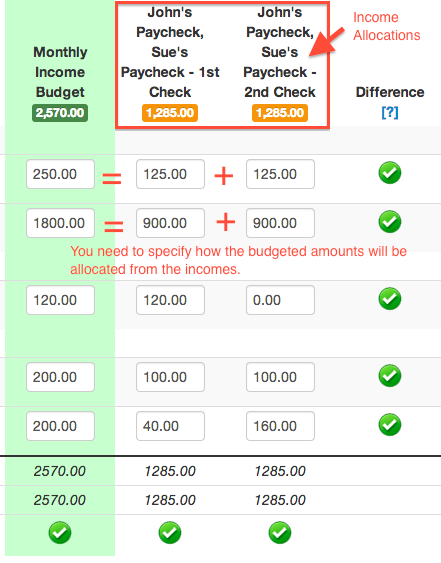 John's
Paycheck,
Sue's
Paycheck - 1st
Check
1,285.00
John's
Paycheck,
Sue's
Paycheck -
2nd Check
1,285.00
Income
Allocations
Monthly
Income
Budget
2,570.00
Difference
[?]
250.00 = 125.00 + 125.00
1800.00 = 900.00 + 900.00
You need to specify how the budgeted amounts will be
allocated from the incomes.
120.00 120.00 0.00
200.00 100.00 100.00
200.00 40.00 160.00
2570.00 1285.00 1285.00
2570.00 1285.00 1285.00